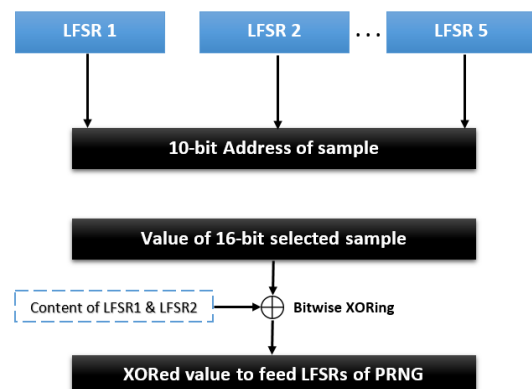 LFSR 1
LFSR 2
...
LFSR 5
10-bit Address of sample
Value of 16-bit selected sample
Content of LFSR1 & LFSR2
Bitwise XORing
XORed value to feed LFSRs of PRNG